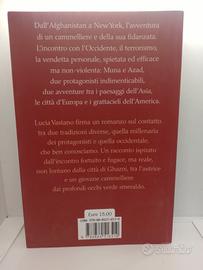 Dall'Afghanistan a New York, l'avventura
di un cammelliere e della sua fidanzata.
L'incontro con l'Occidente, il terrorismo,
la vendetta personale, spietata ed efficace
ma non-violenta: Muna e Azad,
due protagonisti indimenticabili,
due avventure tra i paesaggi dell'Asia,
le città d'Europa e i grattacieli dell'America.
Lucia Vastano firma un romanzo sul contatto
tra due tradizioni diverse, quella millenaria
dei protagonisti e quella occidentale,
che ben conosciamo. Un racconto ispirato
dall'incontro fortuito e fugace, ma reale,
non lontano dalla città di Ghazni, tra l'autrice
e un giovane cammelliere
dai profondi occhi verde smeraldo.
Euro 15,00
ISBN
subito